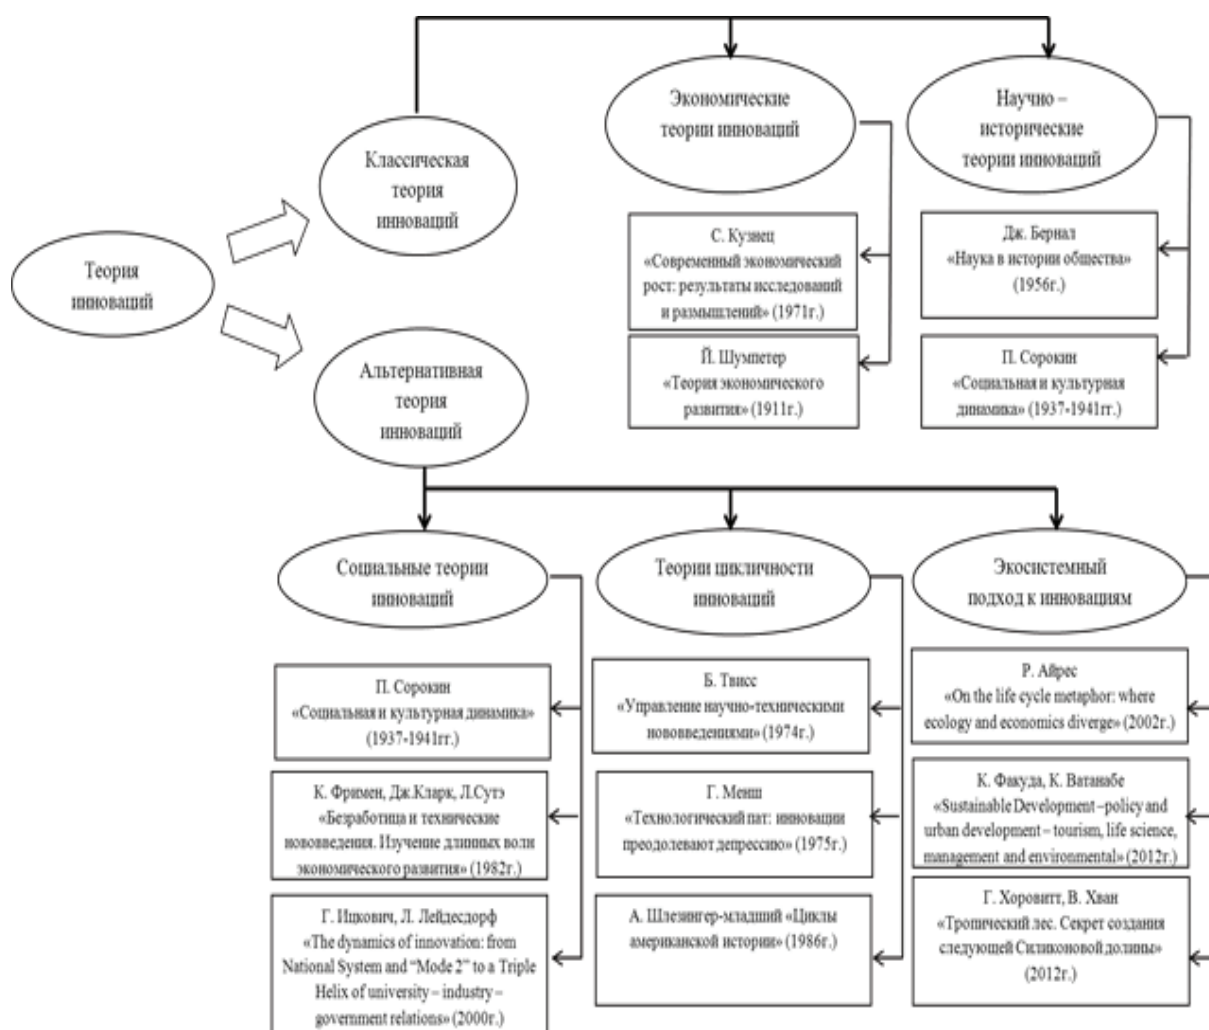 Теория
инноваций
Классическая
теория
инноваций
Экономические
теории инноваций
Научно –
исторические
теории инноваций
С. Кузнец
«Современный экономический
рост: результаты исследований
и размышлений» (1971г.)
Й. Шумпетер
«Теория экономического
развития» (1911г.)
Дж. Бернал
«Наука в истории общества»
(1956г.)
П. Сорокин
«Социальная и культурная
динамика» (1937-1941гг.)
Альтернативная
теория
инноваций
Социальные теории
инноваций
Теории цикличности
инноваций
Экосистемный
подход к инновациям
П. Сорокин
«Социальная и культурная динамика»
(1937-1941гг.)
К. Фримен, Дж.Кларк, Л.Сутэ
«Безработица и технические
нововведения. Изучение длинных волн
экономического развития» (1982г.)
Г. Ицкович, Л. Лейдесдорф
«The dynamics of innovation: from
National System and “Mode 2” to a Triple
Helix of university – industry –
government relations» (2000г.)
Б. Твисс
«Управление научно-техническими
нововведениями» (1974г.)
Г. Менш
«Технологический пат: инновации
преодолевают депрессию» (1975г.)
А. Шлезингер-младший «Циклы
американской истории» (1986г.)
Р. Айрес
«On the life cycle metaphor: where
ecology and economics diverge» (2002г.)
К. Факуда, К. Ватанабе
«Sustainable Development –policy and
urban development – tourism, life science,
management and environmental» (2012г.)
Г. Хоровитт, В. Хван
«Тропический лес. Секрет создания
следующей Силиконовой долины»
(2012г.)